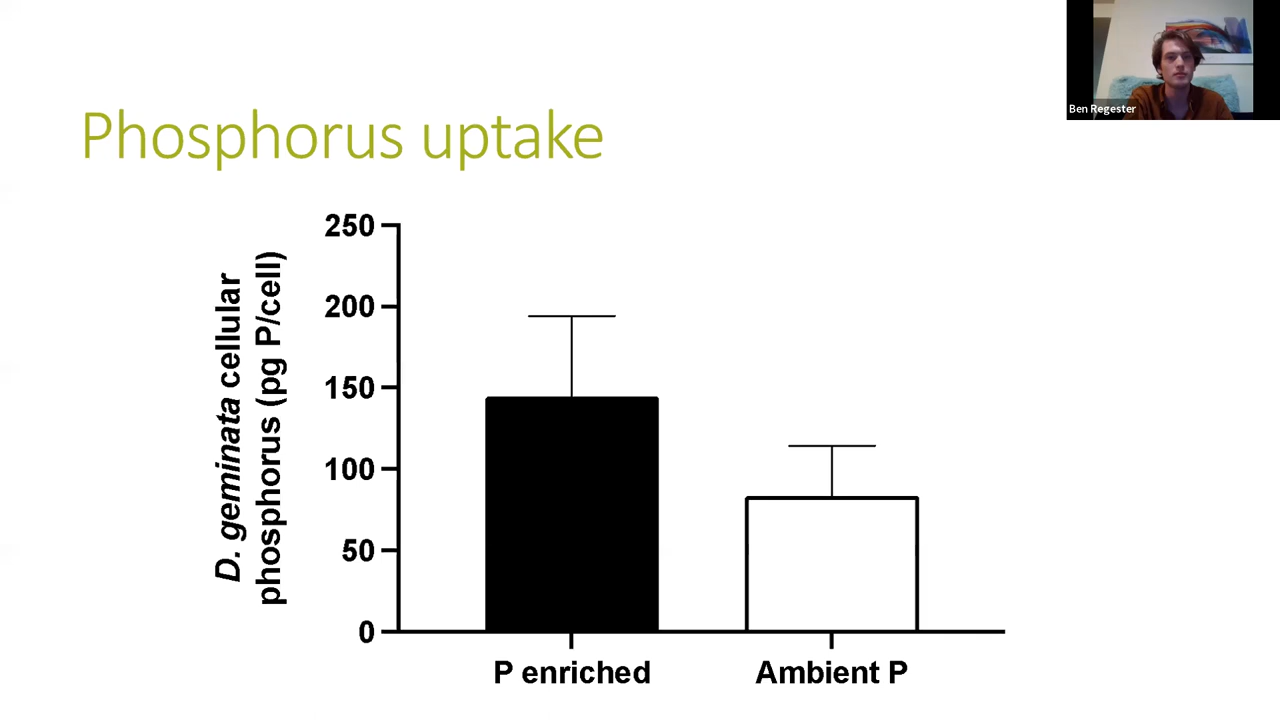 Phosphorus uptake
Ben Regester
D. geminata cellular
phosphorus (pg P/cell)
250
200
150
100
50
0
P enriched
Ambient P